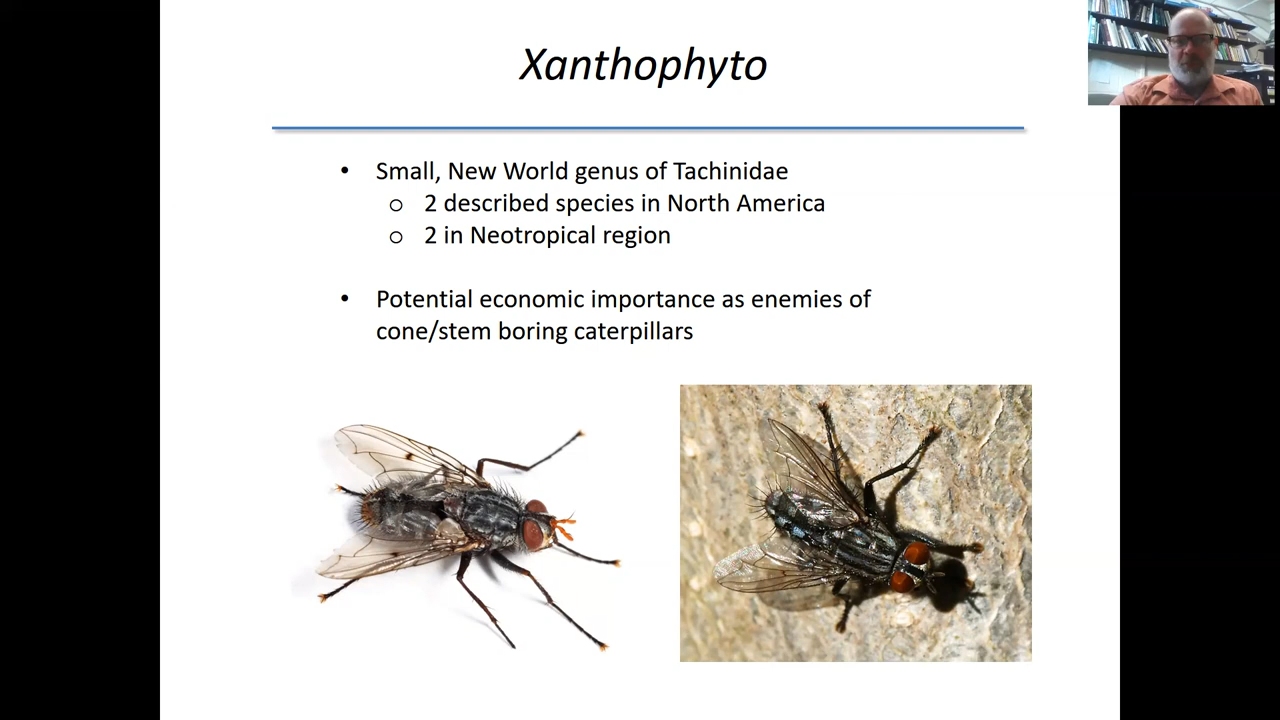 Xanthophyto
• Small, New World genus of Tachinidae
o 2 described species in North America
o 2 in Neotropical region
• Potential economic importance as enemies of
cone/stem boring caterpillars